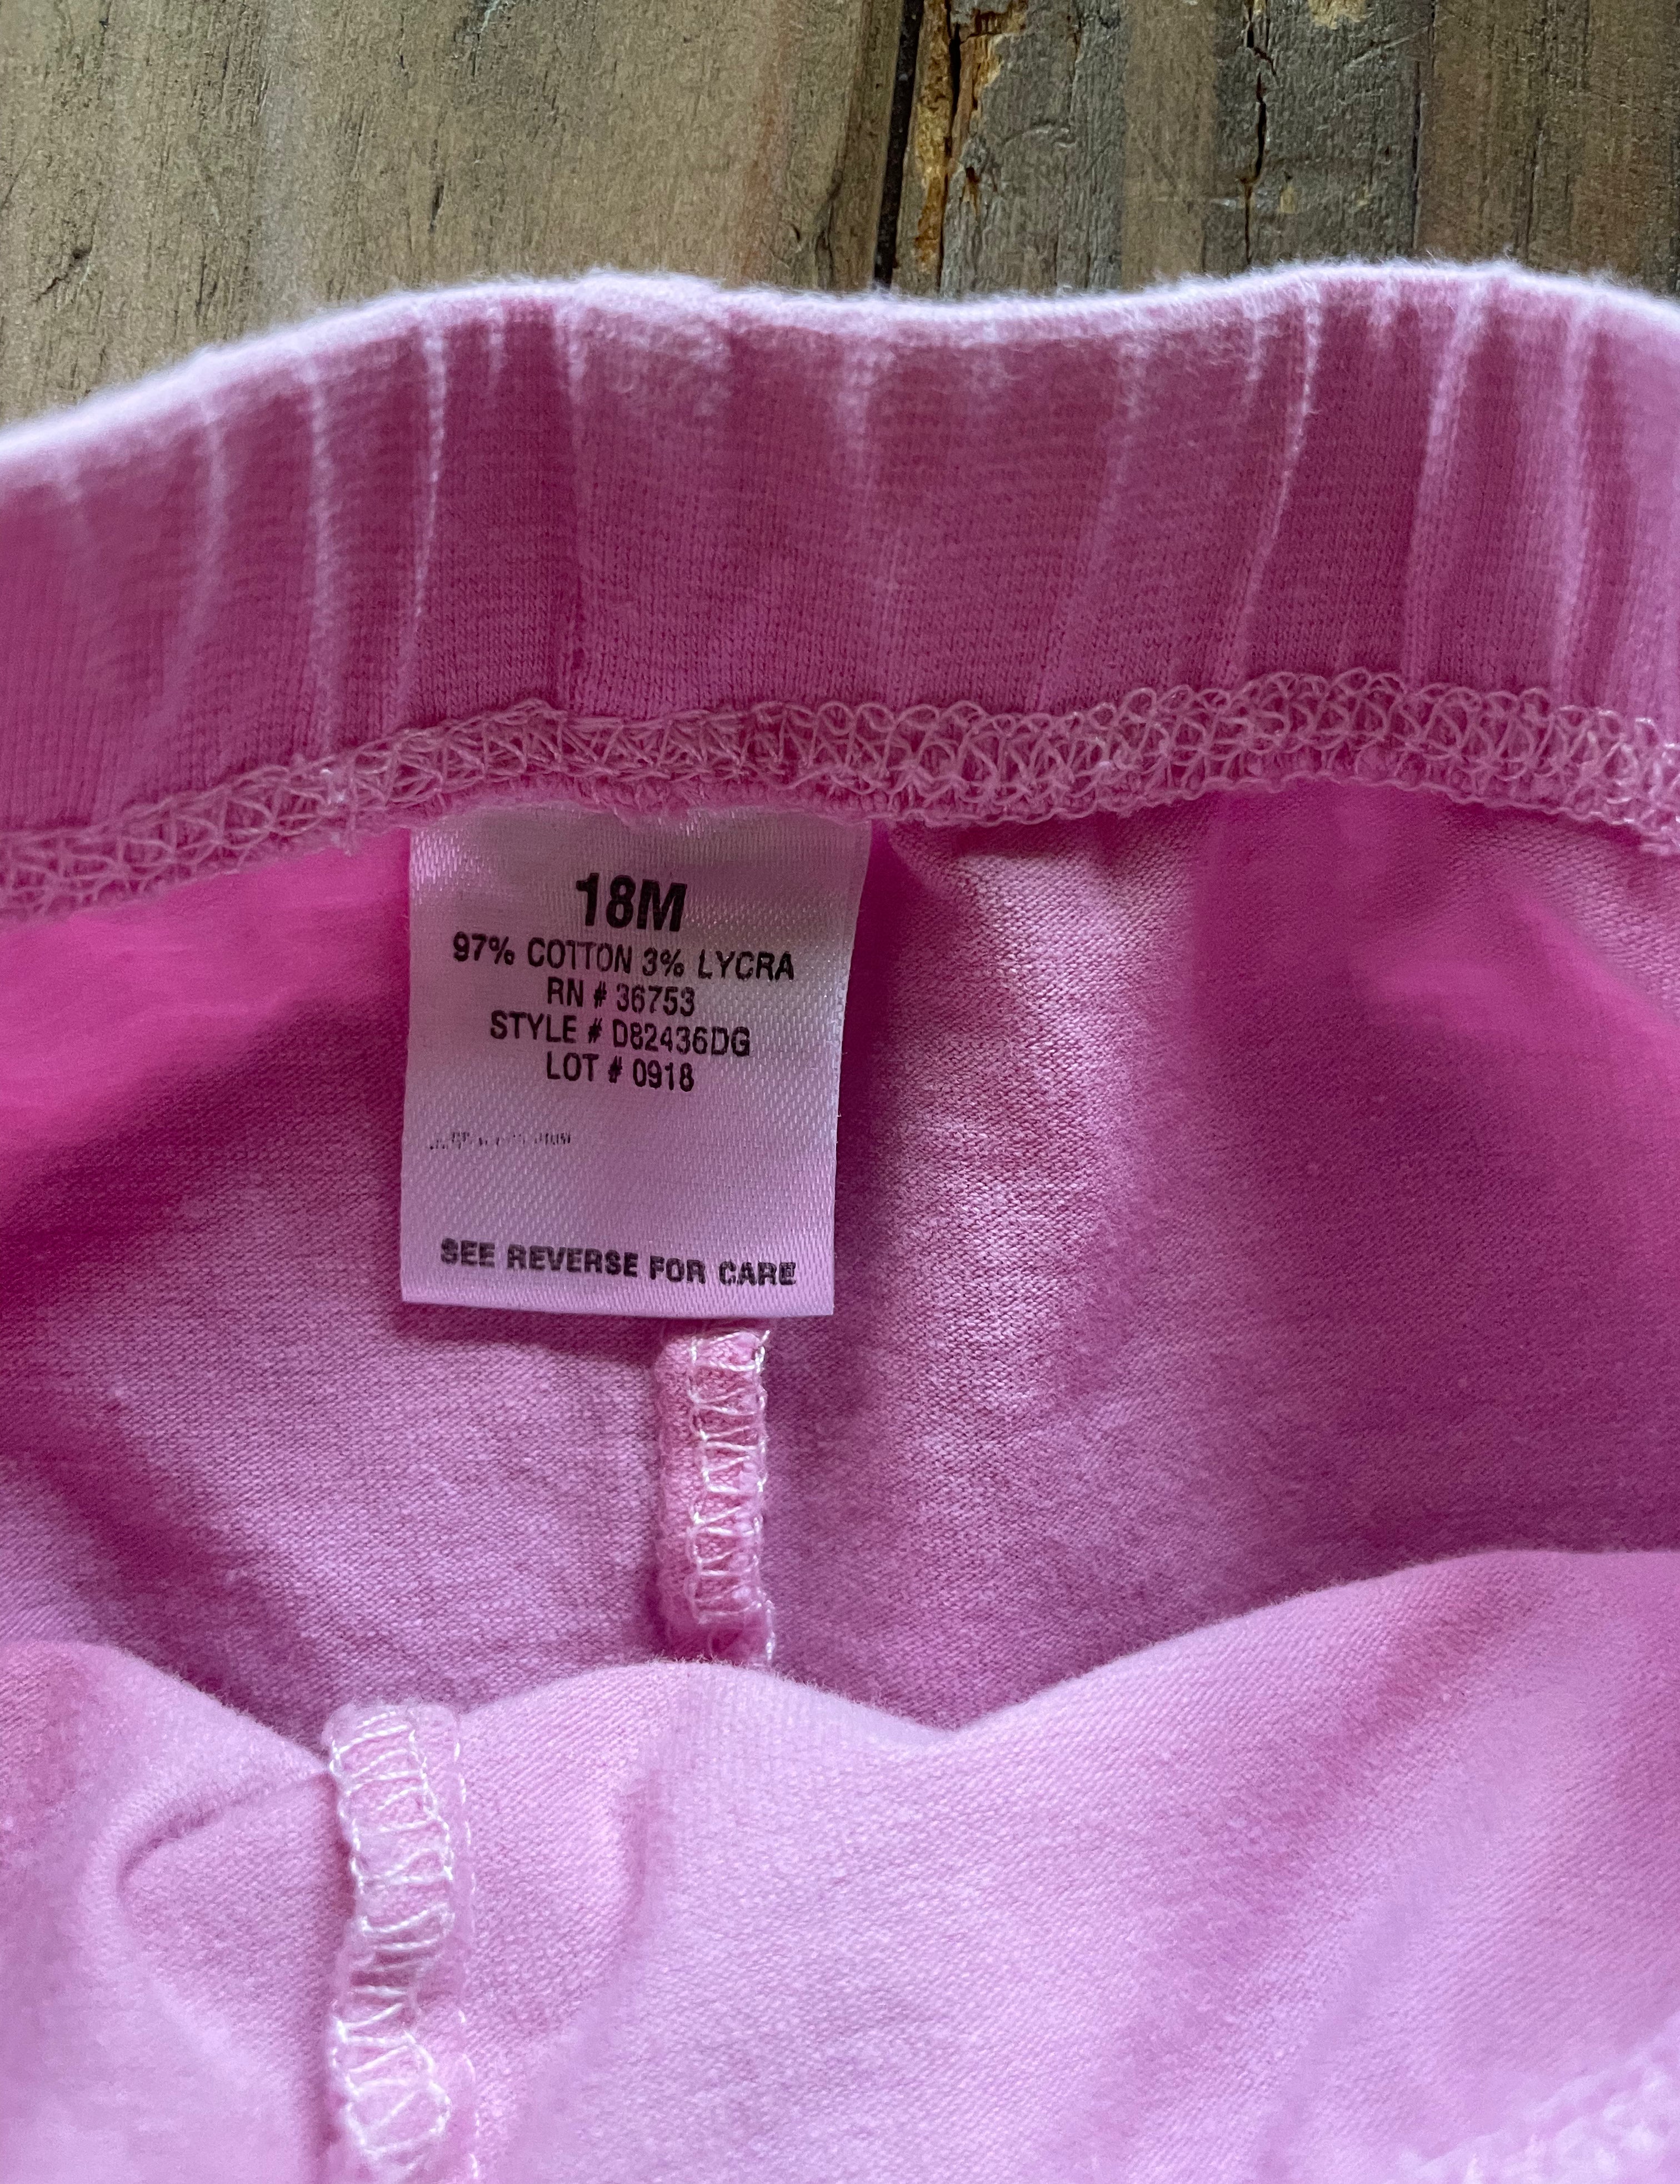 18M
97% COTTON 3% LYCRA
RN # 36753
STYLE # D82436DG
LOT # 0918
SEE REVERSE FOR CARE